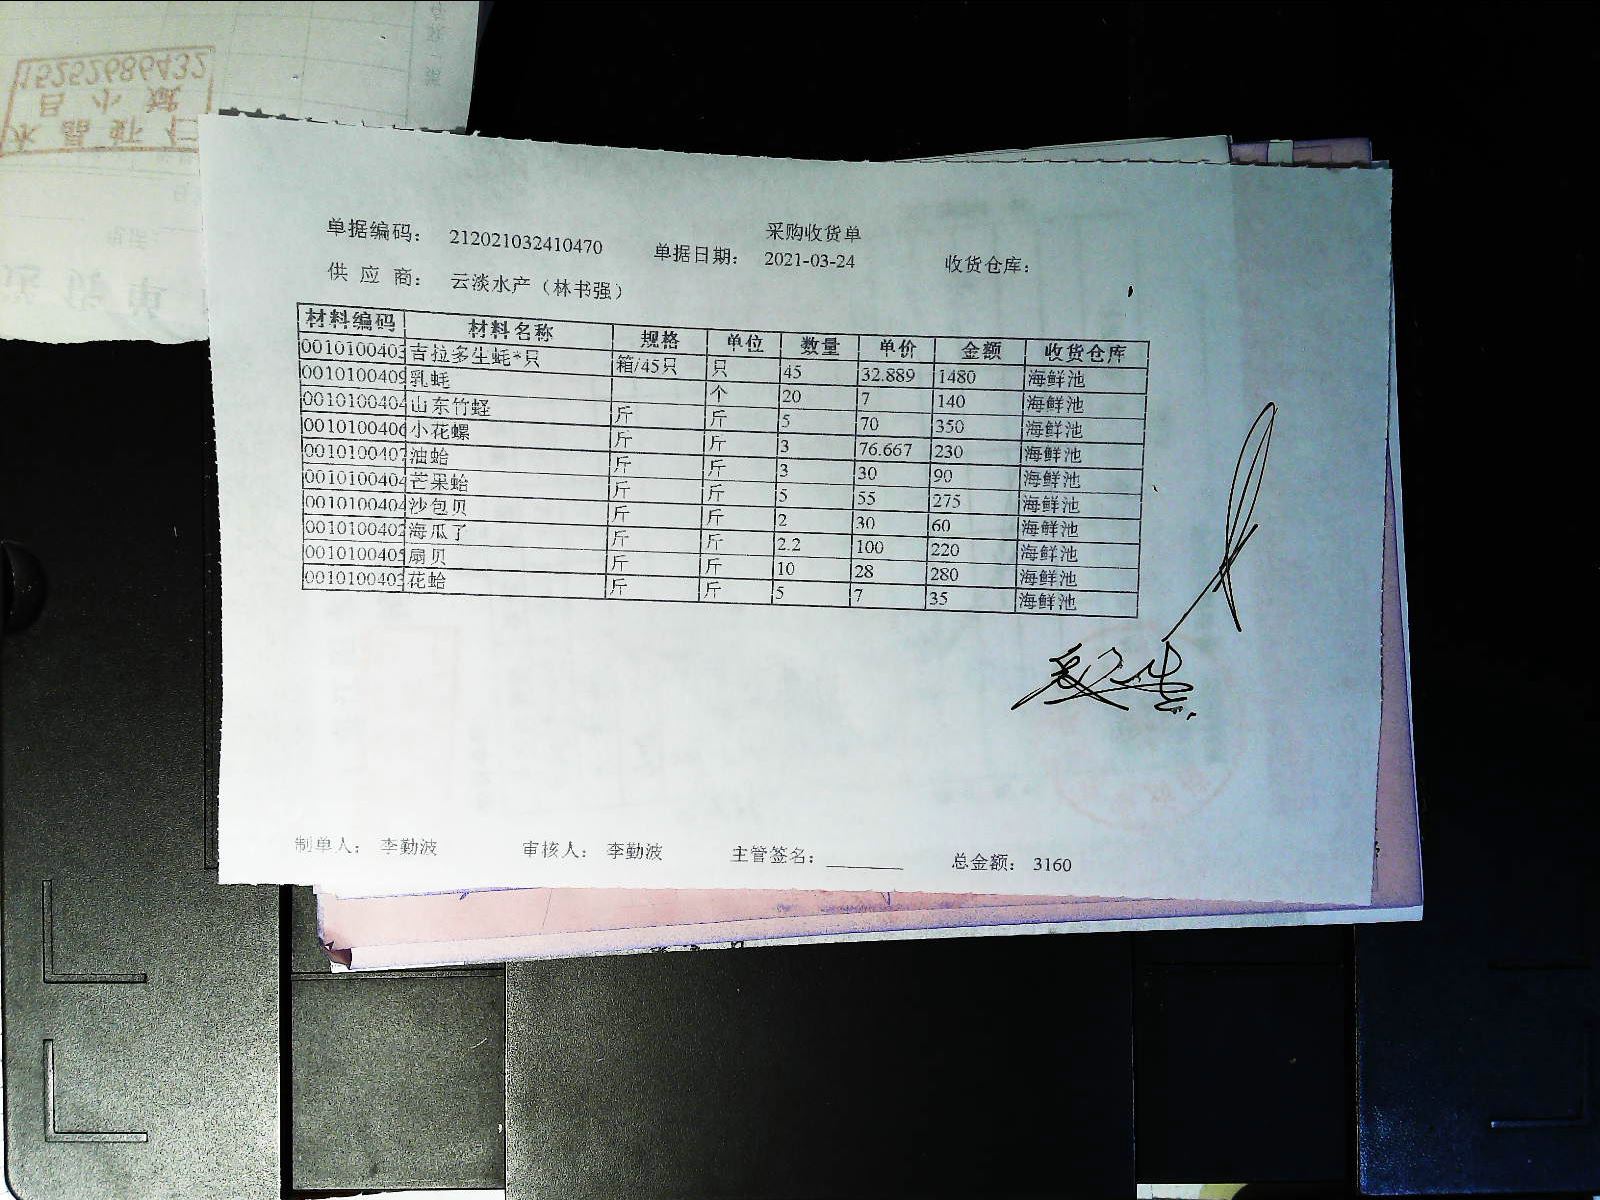 采购收货单
单据编码： 212021032410470 单据日期： 2021-03-24 收货仓库：
供 应 商： 云淡水产（林书强）
材料编码 材料名称 规格 单位 数量 单价 金额 收货仓库
0010100403 吉拉多生蚝*只 箱/45只 只 45 32.889 1480 海鲜池
0010100409 乳蚝 个 20 7 140 海鲜池
0010100404 山东竹蛏 斤 斤 5 70 350 海鲜池
0010100406 小花螺 斤 斤 3 76.667 230 海鲜池
0010100407 油蛤 斤 斤 3 30 90 海鲜池
0010100404 芒果蛤 斤 斤 5 55 275 海鲜池
0010100404 沙包贝 斤 斤 2 30 60 海鲜池
0010100402 海瓜子 斤 斤 2.2 100 220 海鲜池
0010100405 扇贝 斤 斤 10 28 280 海鲜池
0010100403 花蛤 斤 斤 5 7 35 海鲜池
制单人： 李勤波 审核人： 李勤波 主管签名： 总金额： 3160
水晶虾仁
吕小斌
15252686432